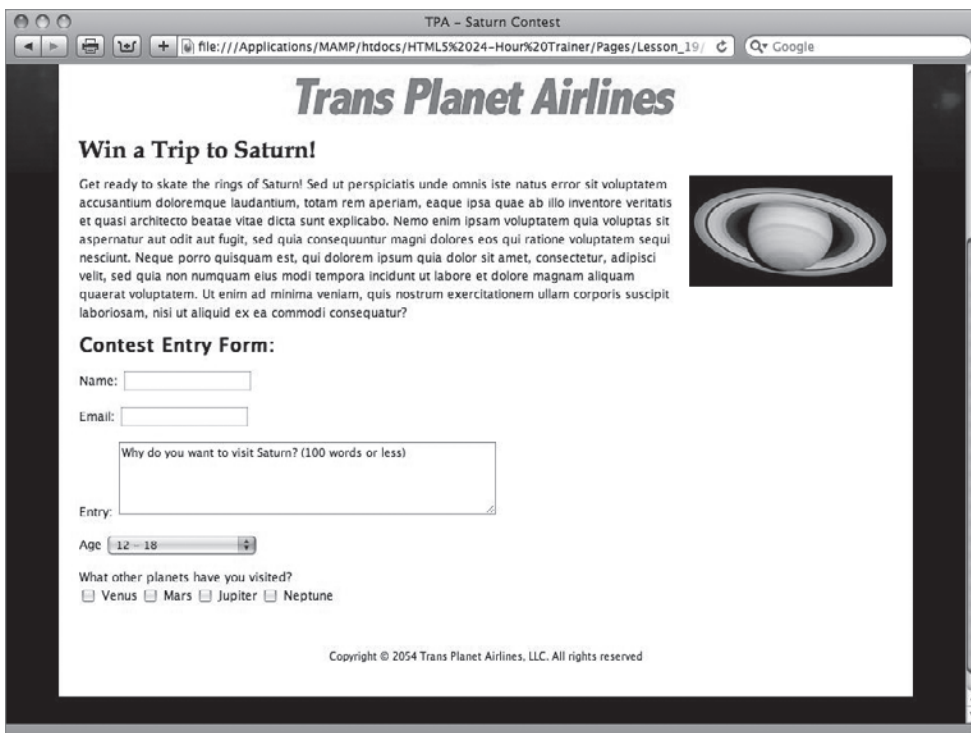 TPA – Saturn Contest
file:///Applications/MAMP/htdocs/HTML5%2024-Hour%20Trainer/Pages/Lesson_19/
Google
Trans Planet Airlines
Win a Trip to Saturn!
Get ready to skate the rings of Saturn! Sed ut perspiciatis unde omnis iste natus error sit voluptatem
accusantium doloremque laudantium, totam rem aperiam, eaque ipsa quae ab illo inventore veritatis
et quasi architecto beatae vitae dicta sunt explicabo. Nemo enim ipsam voluptatem quia voluptas sit
aspernatur aut odit aut fugit, sed quia consequuntur magni dolores eos qui ratione voluptatem sequi
nesciunt. Neque porro quisquam est, qui dolorem ipsum quia dolor sit amet, consectetur, adipisci
velit, sed quia non numquam eius modi tempora incidunt ut labore et dolore magnam aliquam
quaerat voluptatem. Ut enim ad minima veniam, quis nostrum exercitationem ullam corporis suscipit
laboriosam, nisi ut aliquid ex ea commodi consequatur?
Contest Entry Form:
Name:
Email:
Why do you want to visit Saturn? (100 words or less)
Entry:
Age 12 – 18
What other planets have you visited?
Venus Mars Jupiter Neptune
Copyright © 2054 Trans Planet Airlines, LLC. All rights reserved